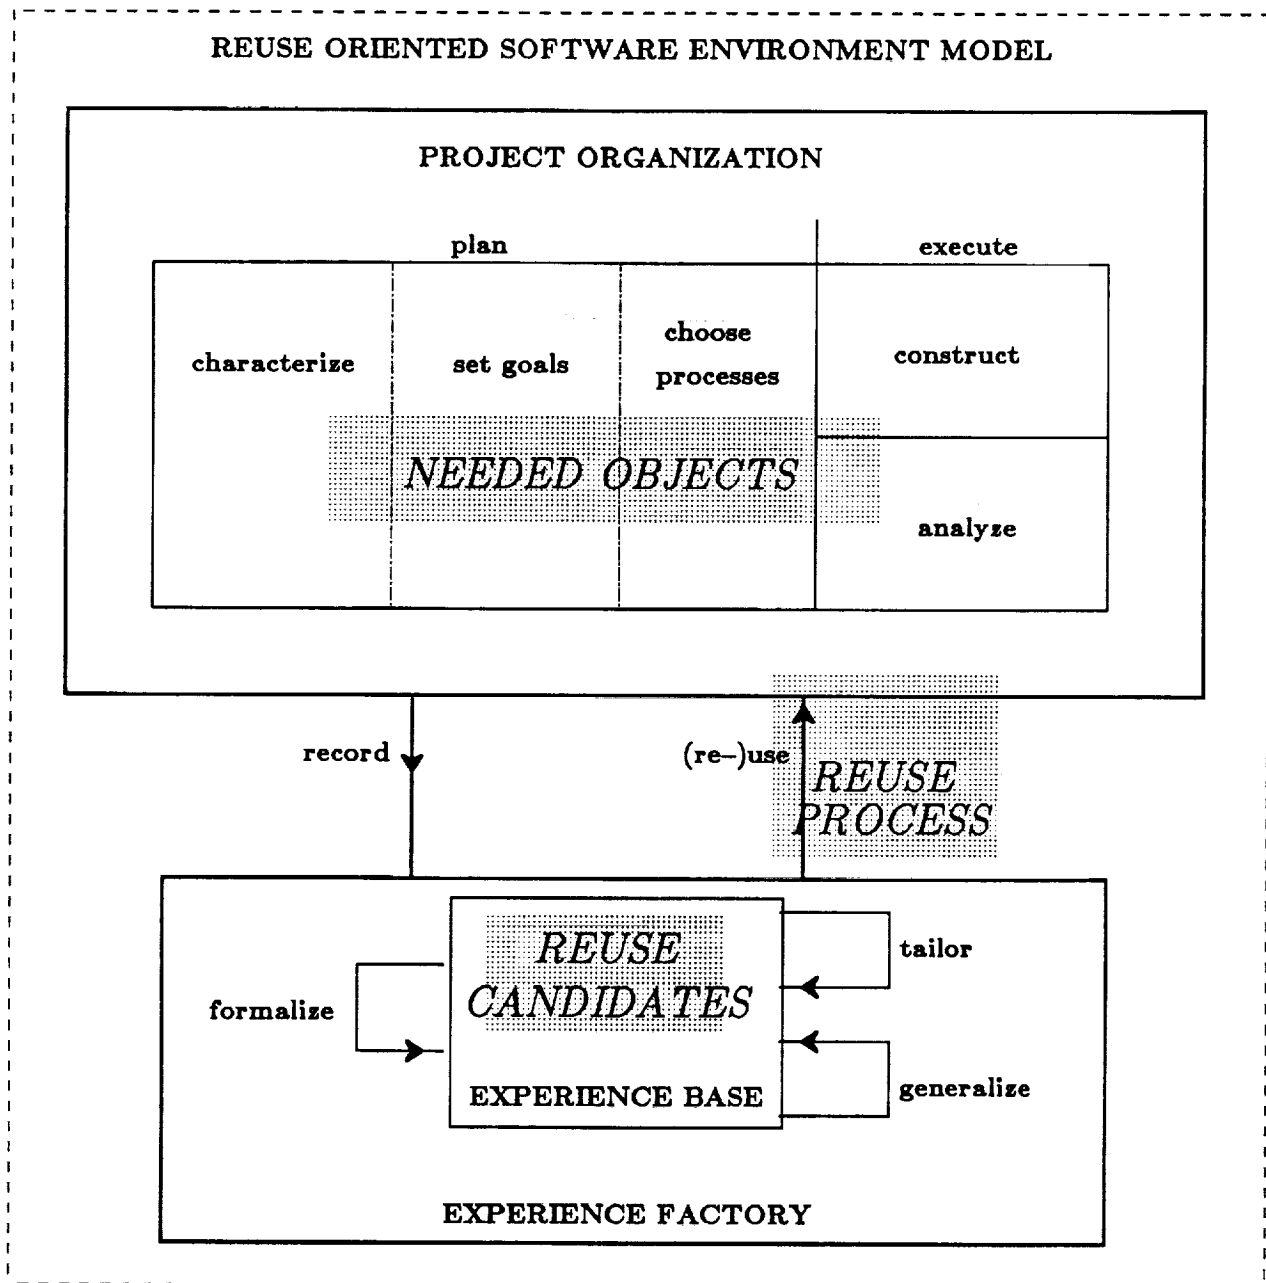 REUSE ORIENTED SOFTWARE ENVIRONMENT MODEL
PROJECT ORGANIZATION
plan
execute
characterize
set goals
choose
processes
construct
NEEDED OBJECTS
analyze
record
(re-)use
REUSE
PROCESS
REUSE
CANDIDATES
tailor
formalize
EXPERIENCE BASE
generalize
EXPERIENCE FACTORY